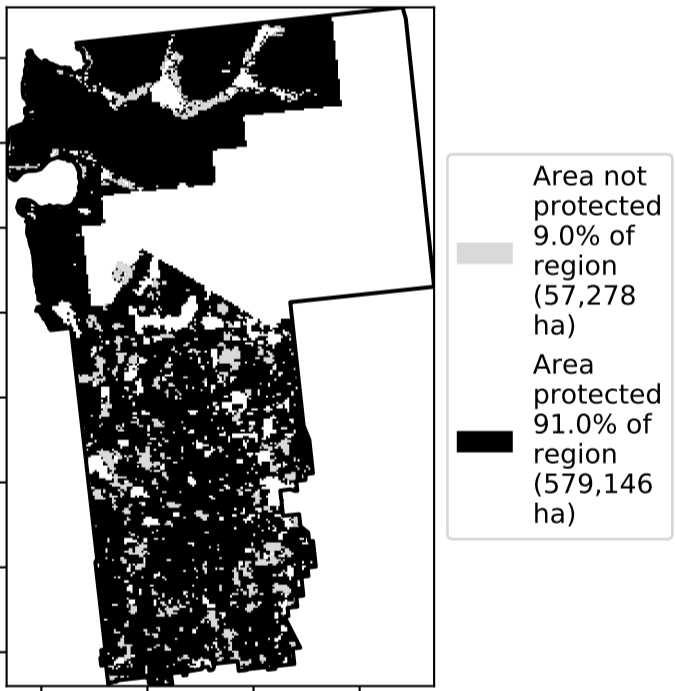 Area not
protected
9.0% of
region
(57,278
ha)
Area
protected
91.0% of
region
(579,146
ha)